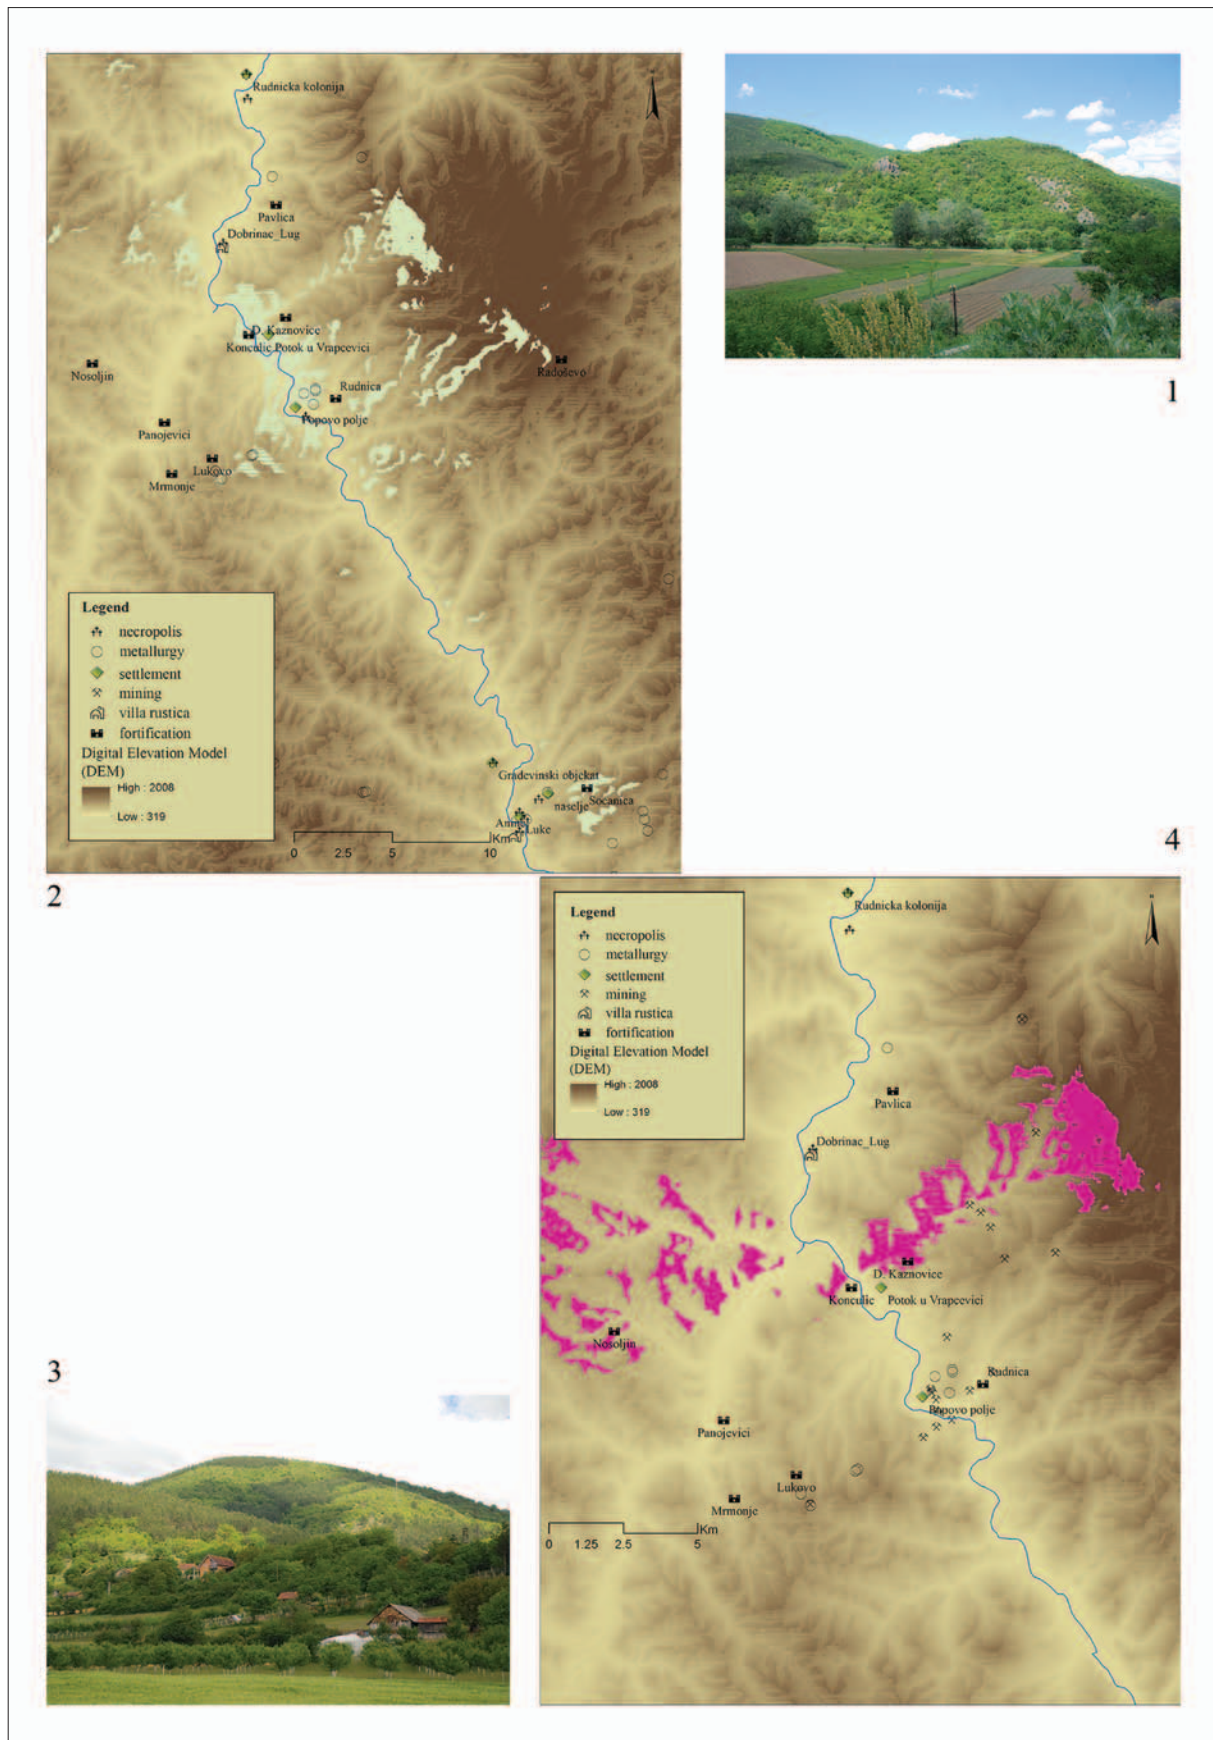 Rudnicka kolonija
Pavlica
Dobrinac_Lug
D. Kaznovice
Konculic Potok u Vrapcevici
Nosoljin
Radoševo
Rudnica
Popovo polje
Panojevici
Lukovo
Mrmonje
Legend
necropolis
metallurgy
settlement
mining
villa rustica
fortification
Digital Elevation Model
(DEM)
High : 2008
Low : 319
Gradevinski objekat
Socanica
naselje
Luke
Km
0 2.5 5 10
1
2
4
Legend
necropolis
metallurgy
settlement
mining
villa rustica
fortification
Digital Elevation Model
(DEM)
High : 2008
Low : 319
Rudnicka kolonija
Pavlica
Dobrinac_Lug
D. Kaznovice
Konculic Potok u Vrapcevici
Nosoljin
Rudnica
Popovo polje
Panojevici
Lukovo
Mrmonje
Km
0 1.25 2.5 5
3